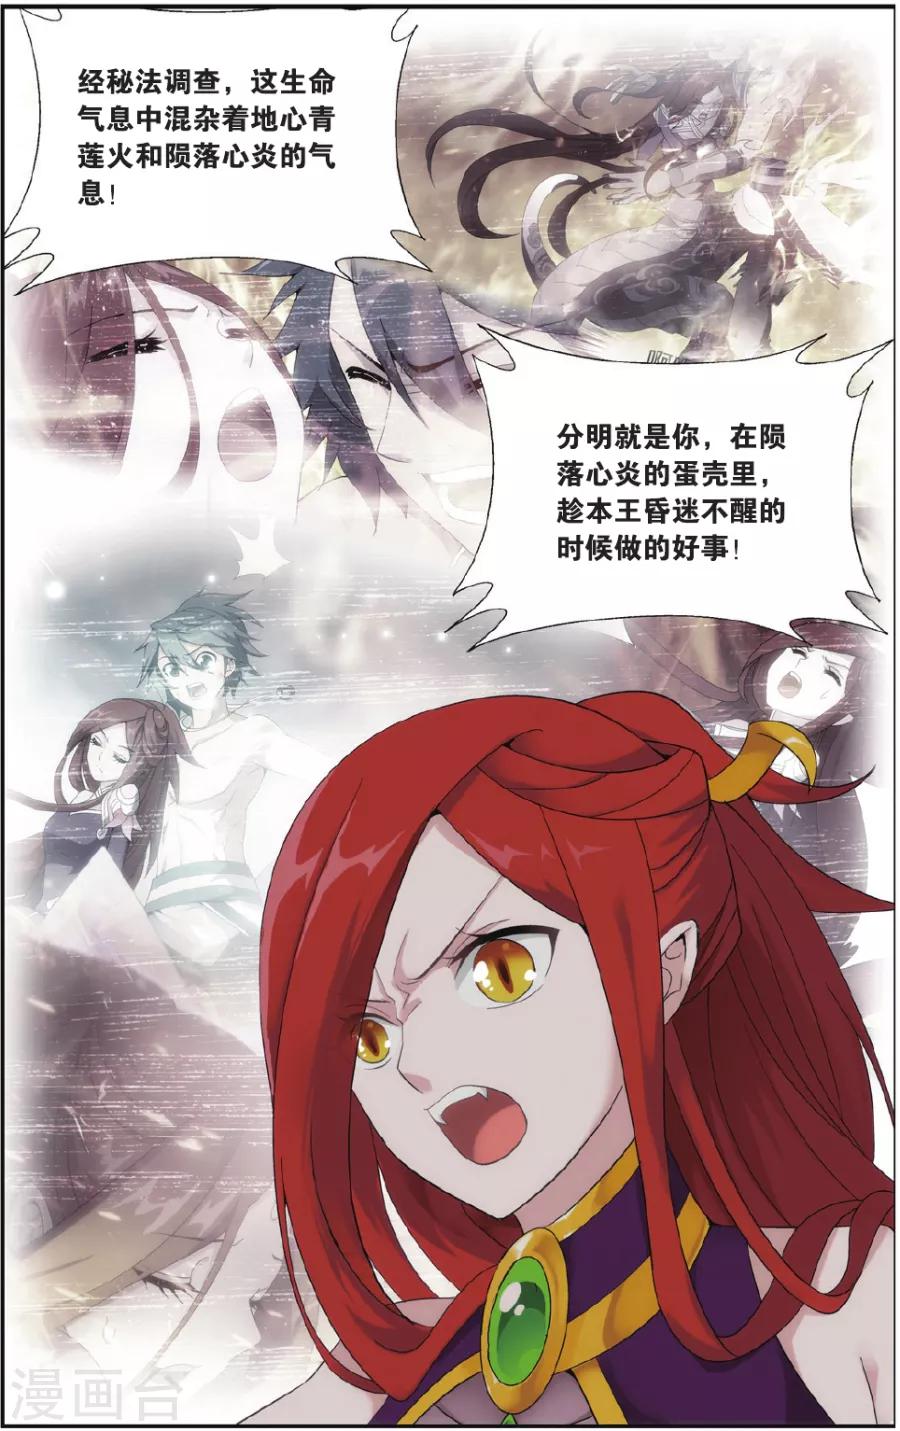 经秘法调查，这生命
气息中混杂着地心青
莲火和陨落心炎的气
息！
分明就是你，在陨
落心炎的蛋壳里，
趁本王昏迷不醒的
时候做的好事！
漫画台